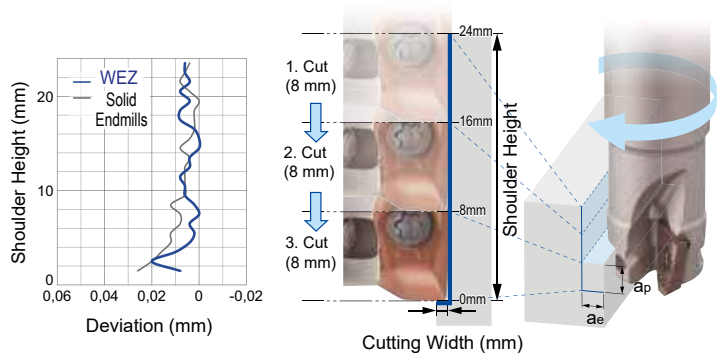 Shoulder Height (mm)
20
10
0
WEZ
Solid
Endmills
0,06
0,04
0,02
0
-0,02
Deviation (mm)
1. Cut
(8 mm)
2. Cut
(8 mm)
3. Cut
(8 mm)
24mm
16mm
8mm
0mm
Shoulder Height
Cutting Width (mm)
ap
ae